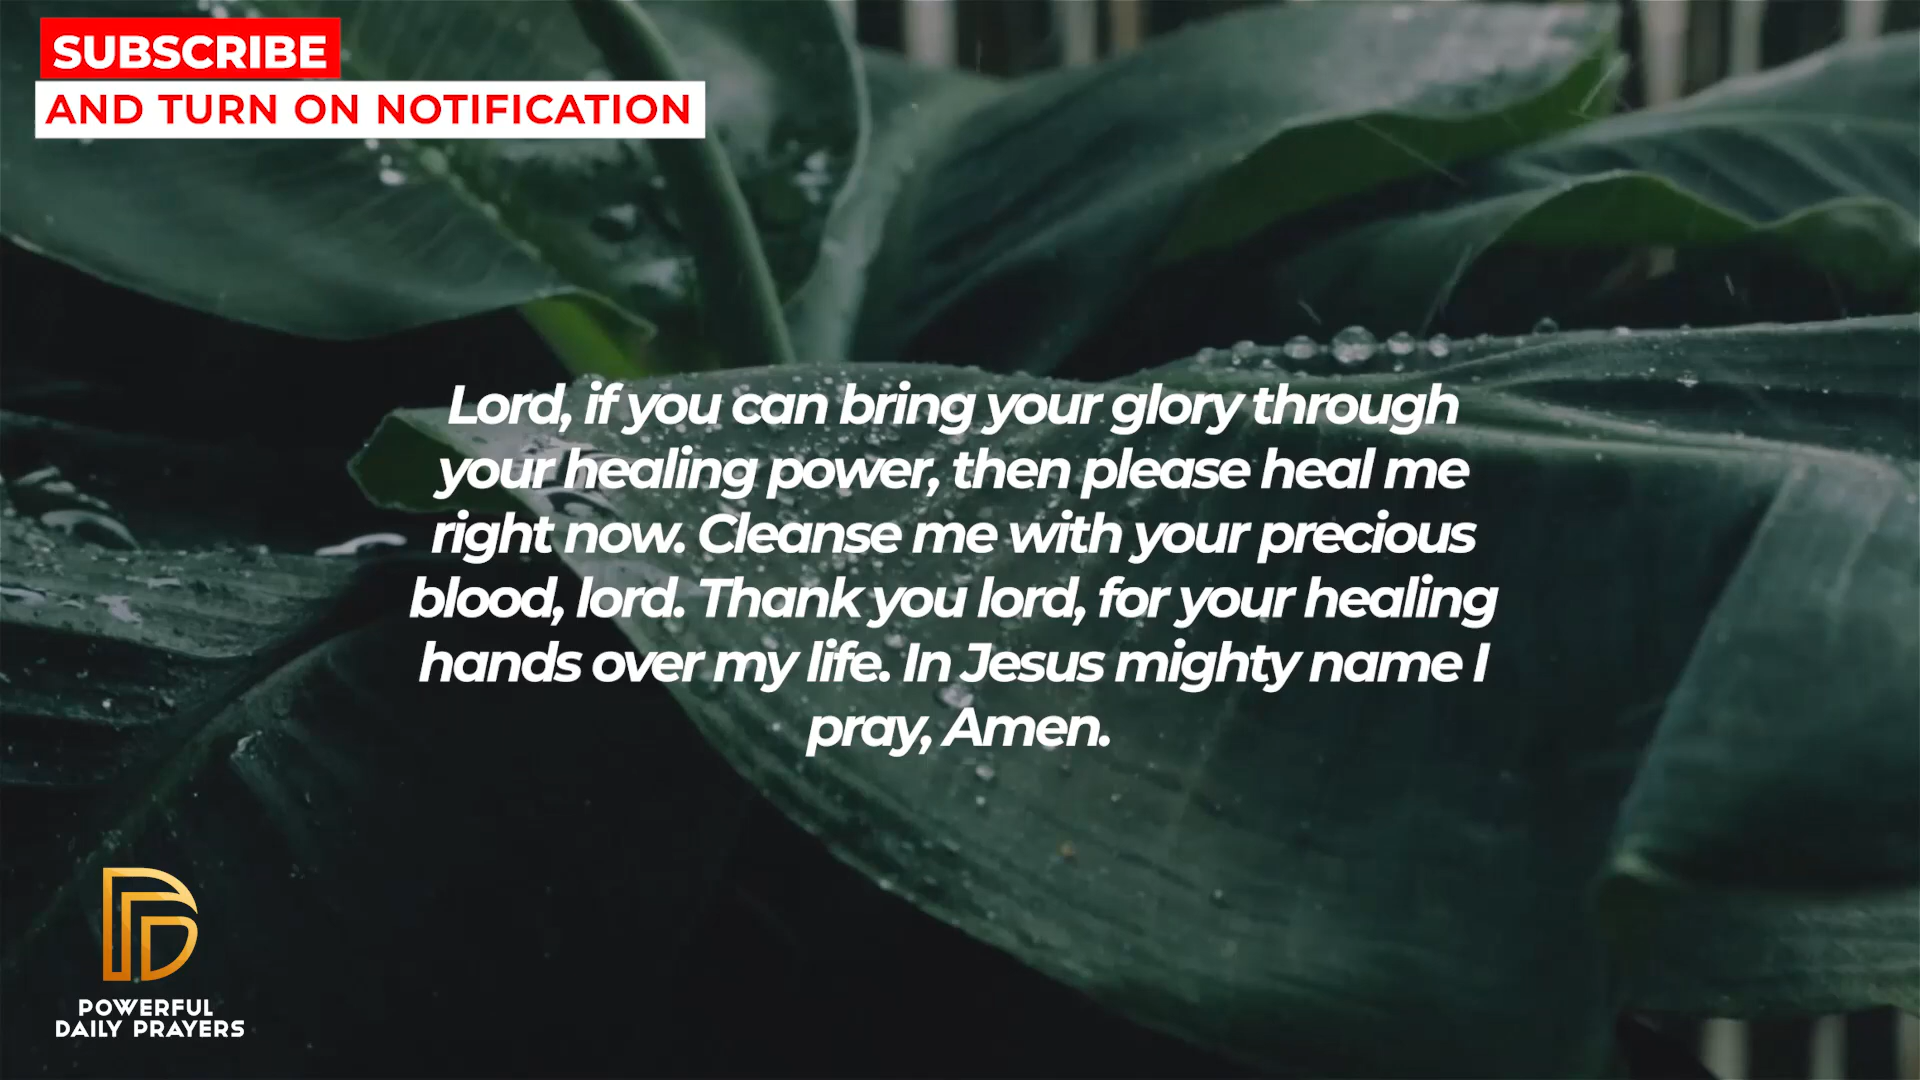 SUBSCRIBE
AND TURN ON NOTIFICATION
Lord, if you can bring your glory through
your healing power, then please heal me
right now. Cleanse me with your precious
blood, lord. Thank you lord, for your healing
hands over my life. In Jesus mighty name I
pray, Amen.
POWERFUL
DAILY PRAYERS